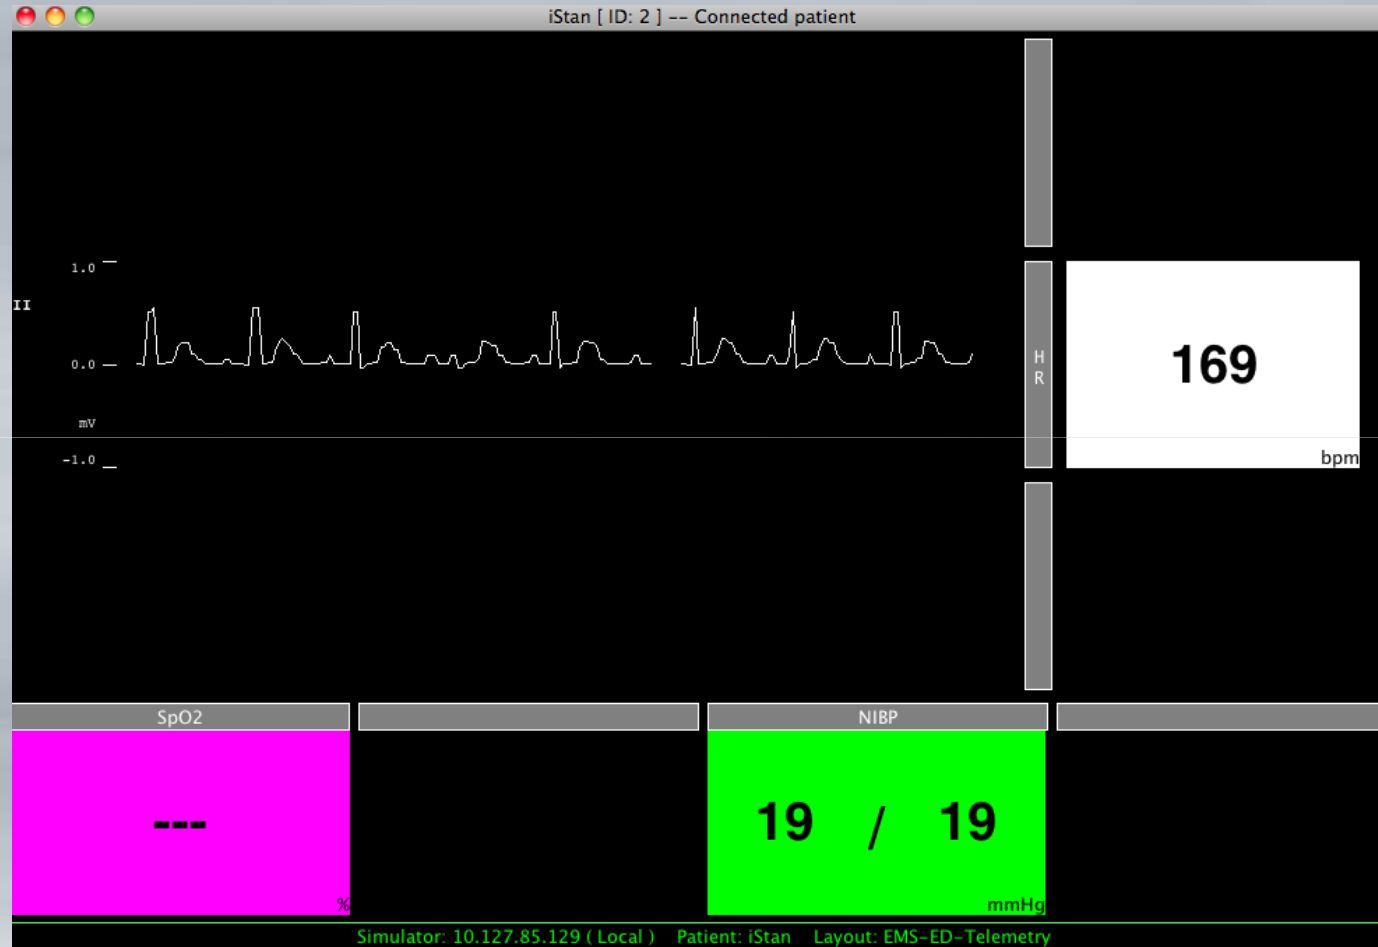 iStan [ ID: 2 ] -- Connected patient
1.0
II
0.0
mV
-1.0
H
R
169
bpm
SpO2
NIBP
---
%
19 / 19
mmHg
Simulator: 10.127.85.129 ( Local ) Patient: iStan Layout: EMS-ED-Telemetry